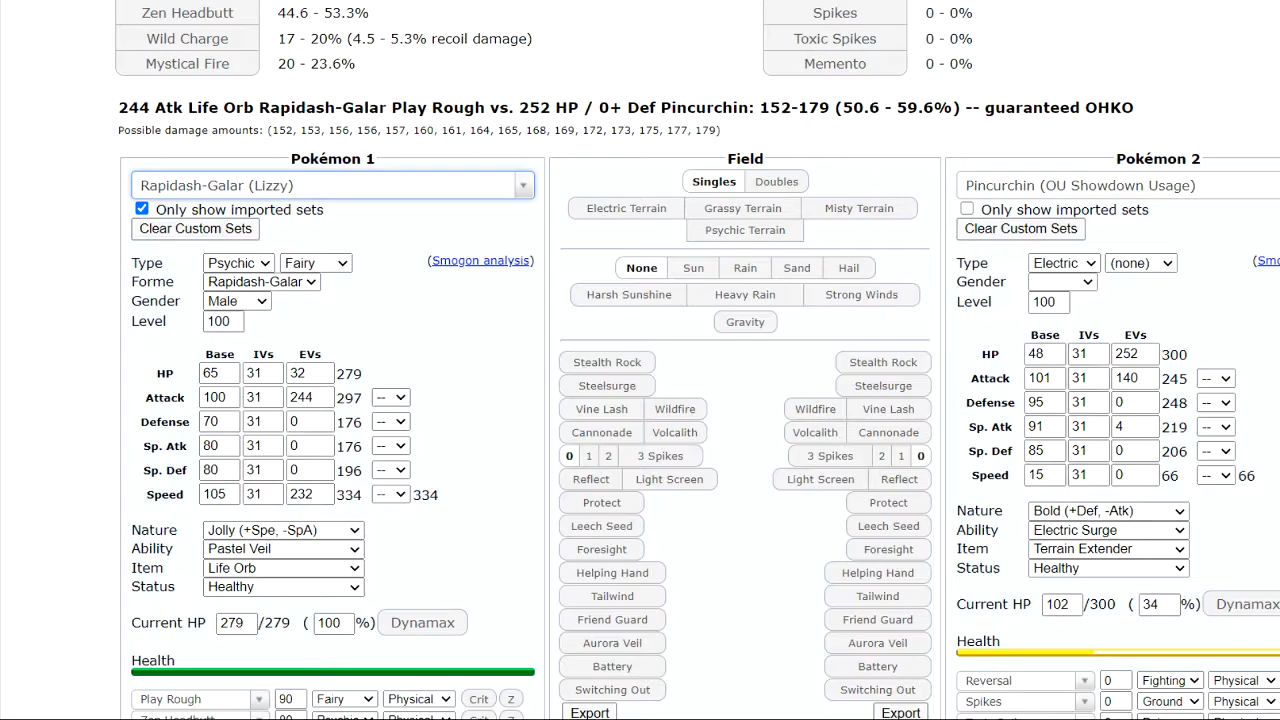 Zen Headbutt 44.6 - 53.3% Spikes 0 - 0%
Wild Charge 17 - 20% (4.5 - 5.3% recoil damage) Toxic Spikes 0 - 0%
Mystical Fire 20 - 23.6% Memento 0 - 0%
244 Atk Life Orb Rapidash-Galar Play Rough vs. 252 HP / 0+ Def Pincurchin: 152-179 (50.6 - 59.6%) -- guaranteed OHKO
Possible damage amounts: (152, 153, 156, 156, 157, 160, 161, 164, 165, 168, 169, 172, 173, 175, 177, 179)
Pokémon 1
Rapidash-Galar (Lizzy)
Only show imported sets
Clear Custom Sets
Type Psychic Fairy (Smogon analysis)
Forme Rapidash-Galar
Gender Male
Level 100
Base IVs EVs
HP 65 31 32 279
Attack 100 31 244 297 --
Defense 70 31 0 176 --
Sp. Atk 80 31 0 176 --
Sp. Def 80 31 0 196 --
Speed 105 31 232 334 -- 334
Nature Jolly (+Spe, -SpA)
Ability Pastel Veil
Item Life Orb
Status Healthy
Current HP 279 /279 ( 100 %) Dynamax
Health
Play Rough 90 Fairy Physical Crit Z
Field
Singles Doubles
Electric Terrain Grassy Terrain Misty Terrain
Psychic Terrain
None Sun Rain Sand Hail
Harsh Sunshine Heavy Rain Strong Winds
Gravity
Stealth Rock Stealth Rock
Steelsurge Steelsurge
Vine Lash Wildfire Wildfire Vine Lash
Cannonade Volcalith Volcalith Cannonade
0 1 2 3 Spikes 3 Spikes 2 1 0
Reflect Light Screen Light Screen Reflect
Protect Protect
Leech Seed Leech Seed
Foresight Foresight
Helping Hand Helping Hand
Tailwind Tailwind
Friend Guard Friend Guard
Aurora Veil Aurora Veil
Battery Battery
Switching Out Switching Out
Export Export
Pokémon 2
Pincurchin (OU Showdown Usage)
Only show imported sets
Clear Custom Sets
Type Electric (none) (Smo
Gender
Level 100
Base IVs EVs
HP 48 31 252 300
Attack 101 31 140 245 --
Defense 95 31 0 248 --
Sp. Atk 91 31 4 219 --
Sp. Def 85 31 0 206 --
Speed 15 31 0 66 -- 66
Nature Bold (+Def, -Atk)
Ability Electric Surge
Item Terrain Extender
Status Healthy
Current HP 102 /300 ( 34 %) Dynamax
Health
Reversal 0 Fighting Physical
Spikes 0 Ground Physical